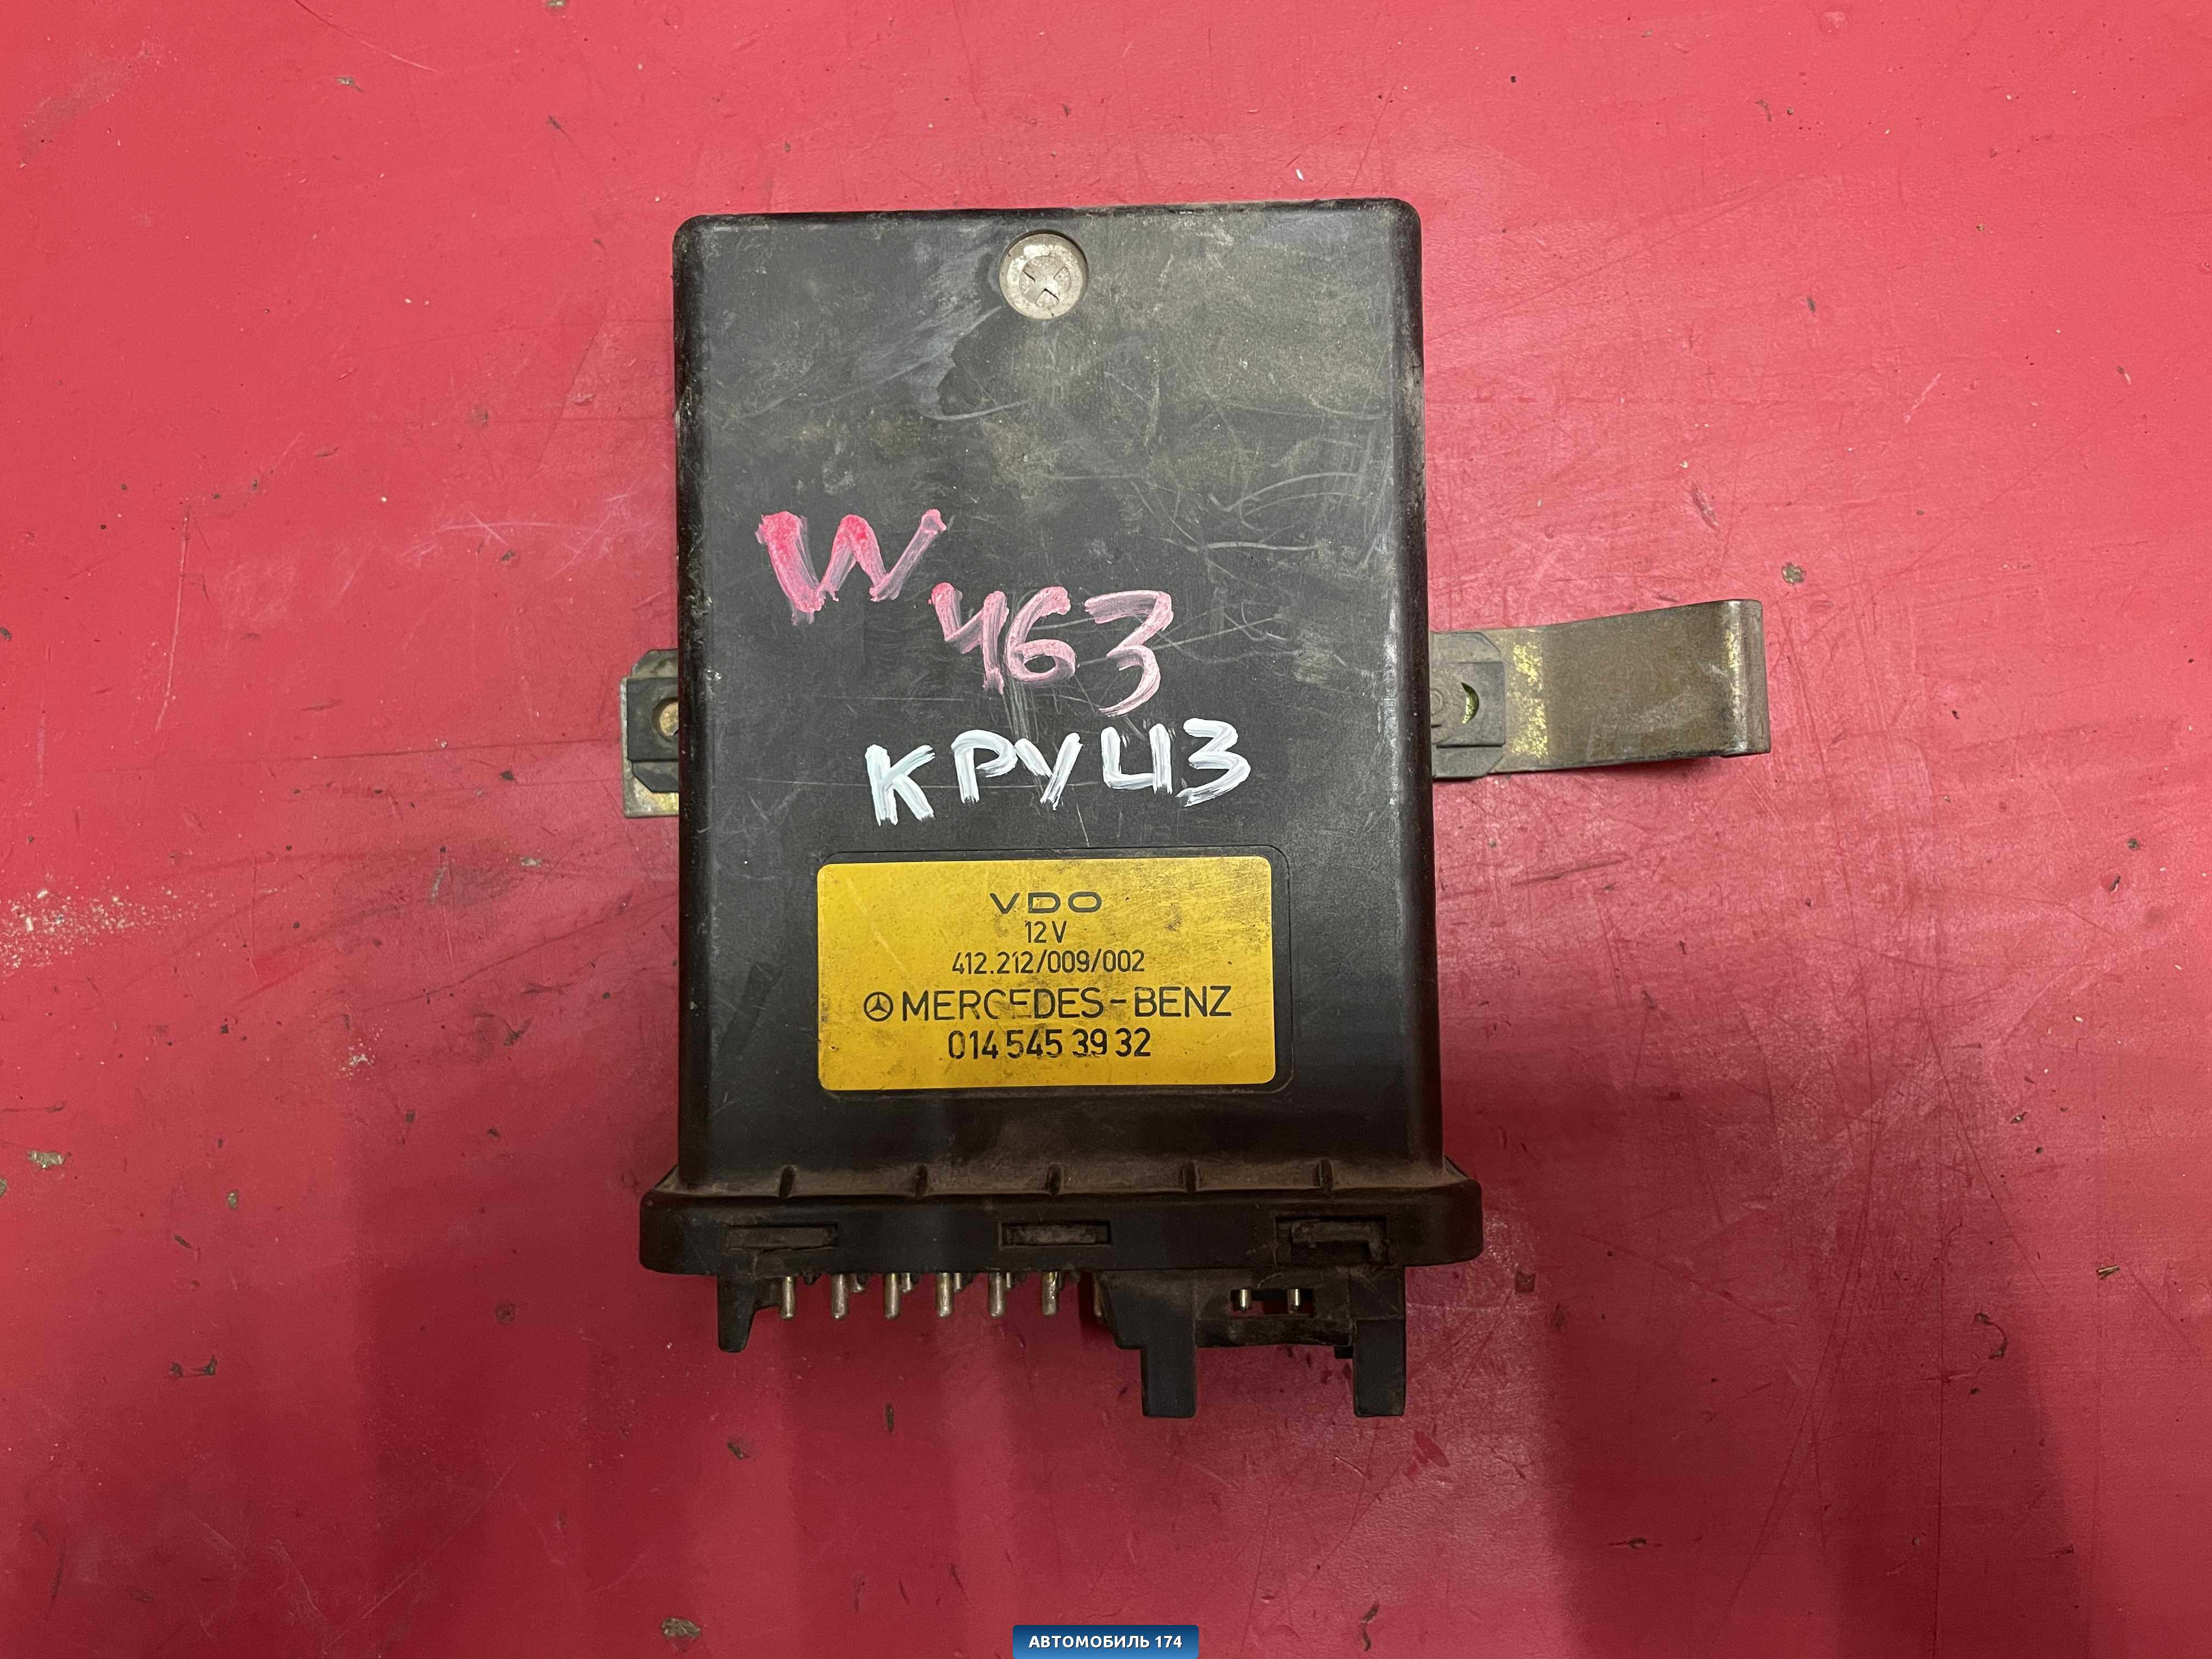 W 463
КРУИЗ
VDO
12V
412.212/009/002
MERCEDES-BENZ
014 545 39 32
АВТОМОБИЛЬ 174